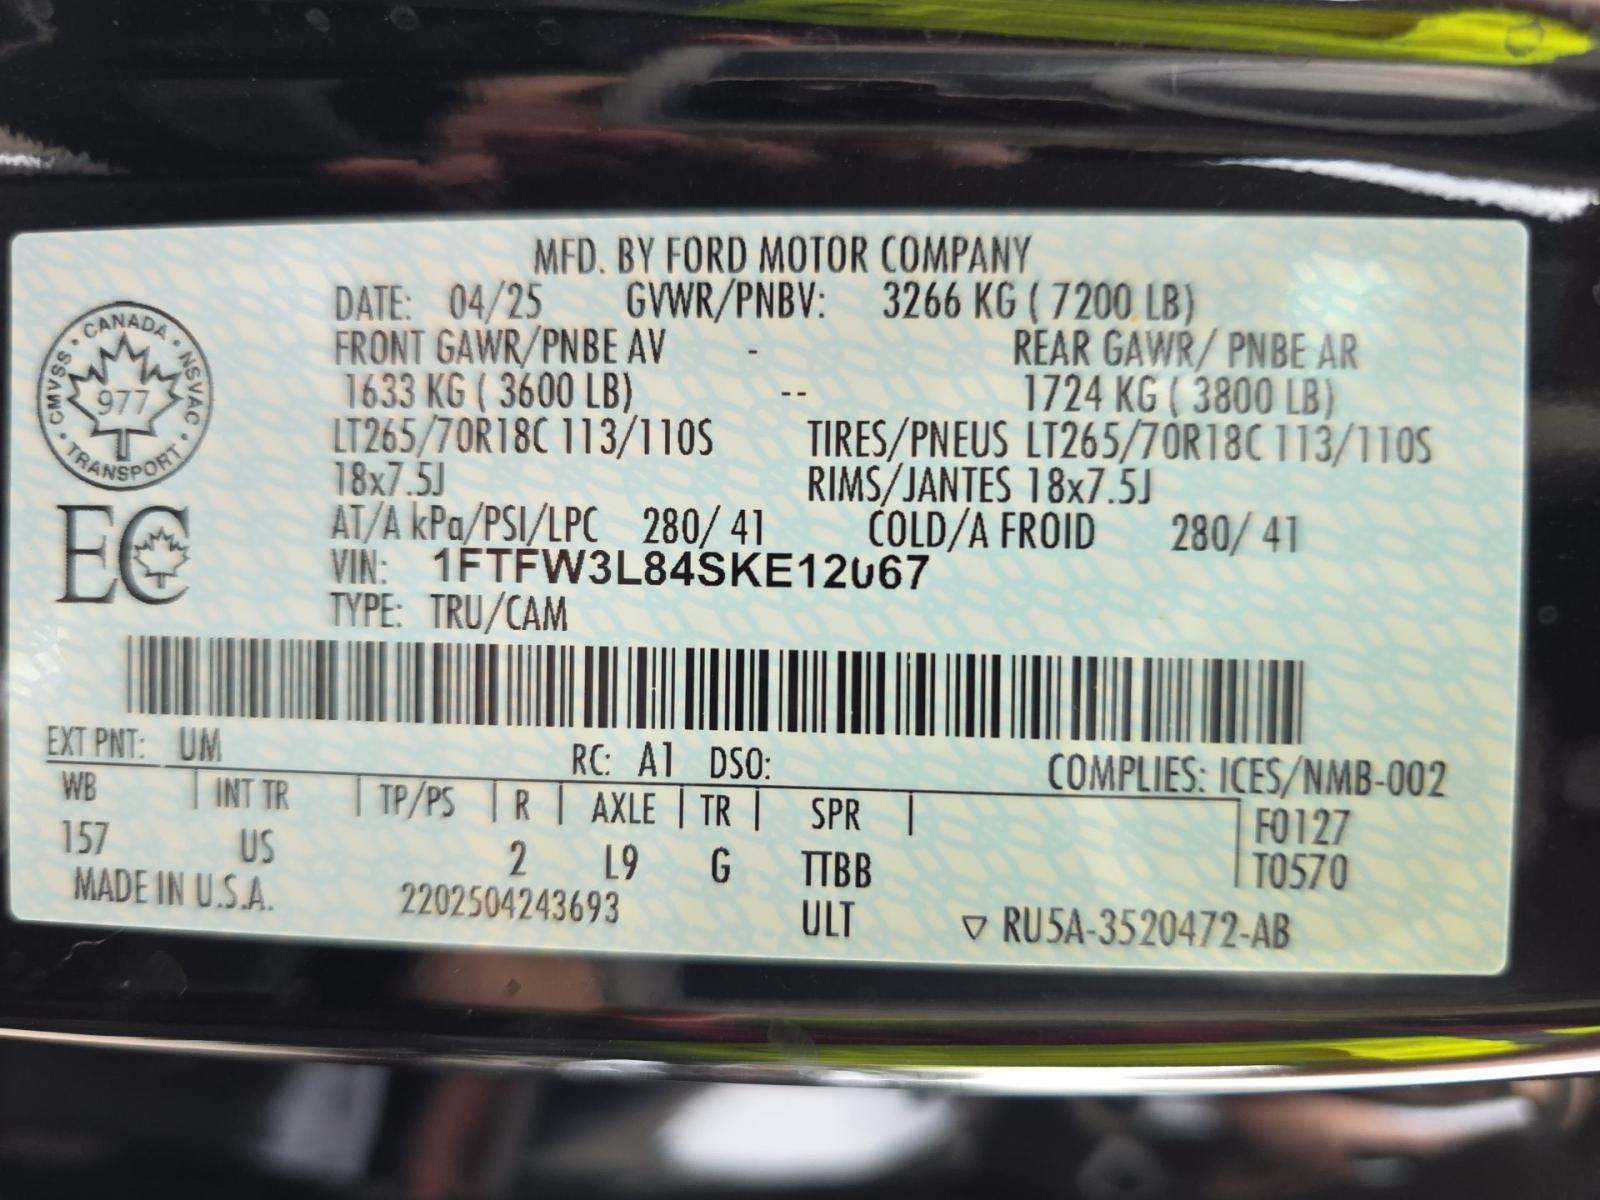 MFD. BY FORD MOTOR COMPANY
DATE: 04/25 GVWR/PNBV: 3266 KG ( 7200 LB)
FRONT GAWR/PNBE AV - REAR GAWR/ PNBE AR
1633 KG ( 3600 LB) -- 1724 KG ( 3800 LB)
LT265/70R18C 113/110S TIRES/PNEUS LT265/70R18C 113/110S
18x7.5J RIMS/JANTES 18x7.5J
AT/A kPa/PSI/LPC 280/ 41 COLD/A FROID 280/ 41
VIN: 1FTFW3L84SKE12067
TYPE: TRU/CAM
CANADA
CMVSS • NSVAC
977
TRANSPORT
EC
EXT PNT: UM RC: A1 DSO: COMPLIES: ICES/NMB-002
WB | INT TR | TP/PS | R | AXLE | TR | SPR | F0127
157 US 2 L9 G TTBB T0570
MADE IN U.S.A. 2202504243693 ULT ▽ RU5A-3520472-AB